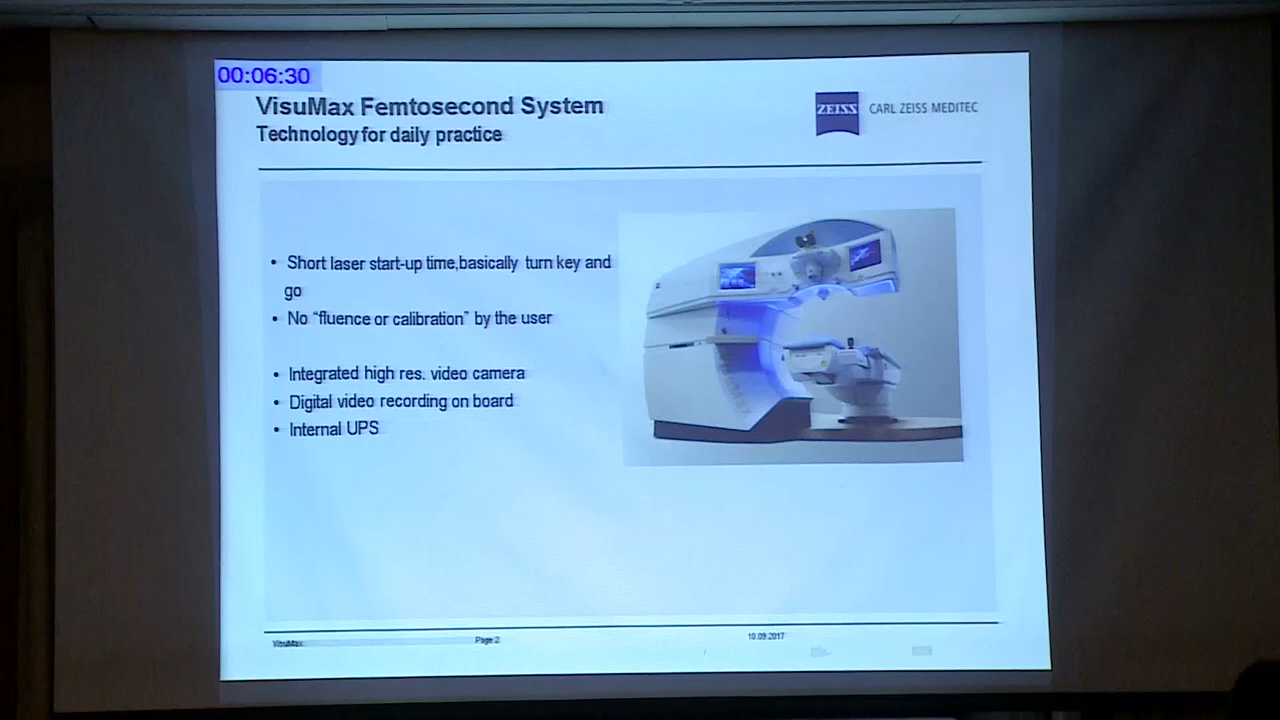 00:06:30
VisuMax Femtosecond System
Technology for daily practice
ZEISS
CARL ZEISS MEDITEC
• Short laser start-up time,basically turn key and
go
• No “fluence or calibration” by the user
• Integrated high res. video camera
• Digital video recording on board
• Internal UPS
VisuMax
Page 2
10.09.2017